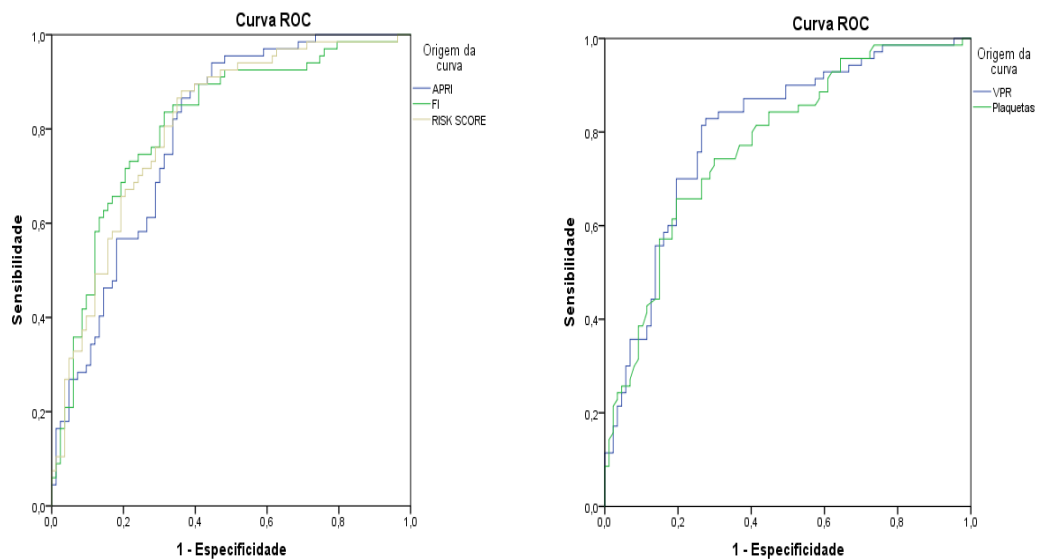 Curva ROC
Origem da
curva
APRI
FI
RISK SCORE
Sensibilidade
1,0
0,8
0,6
0,4
0,2
0,0
0,0 0,2 0,4 0,6 0,8 1,0
1 - Especificidade
Curva ROC
Origem da
curva
VPR
Plaquetas
Sensibilidade
1,0
0,8
0,6
0,4
0,2
0,0
0,0 0,2 0,4 0,6 0,8 1,0
1 - Especificidade